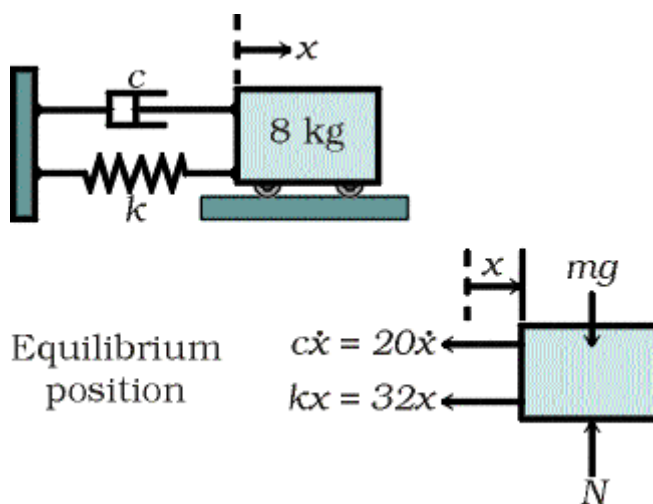 x
c
8 kg
k
x
mg
Equilibrium
position
cẋ = 20ẋ
kx = 32x
N